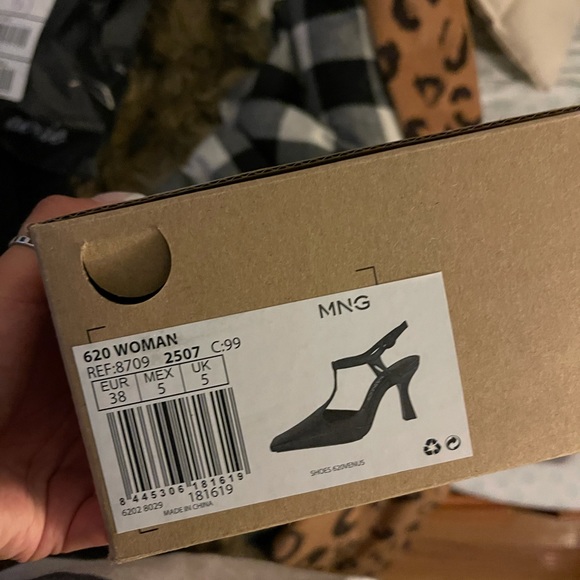 MNG
620 WOMAN
REF:8709 2507 C:99
EUR MEX UK
38 5 5
8 445306 181619
181619
6202 8029
MADE IN CHINA
SHOES 620VENUS